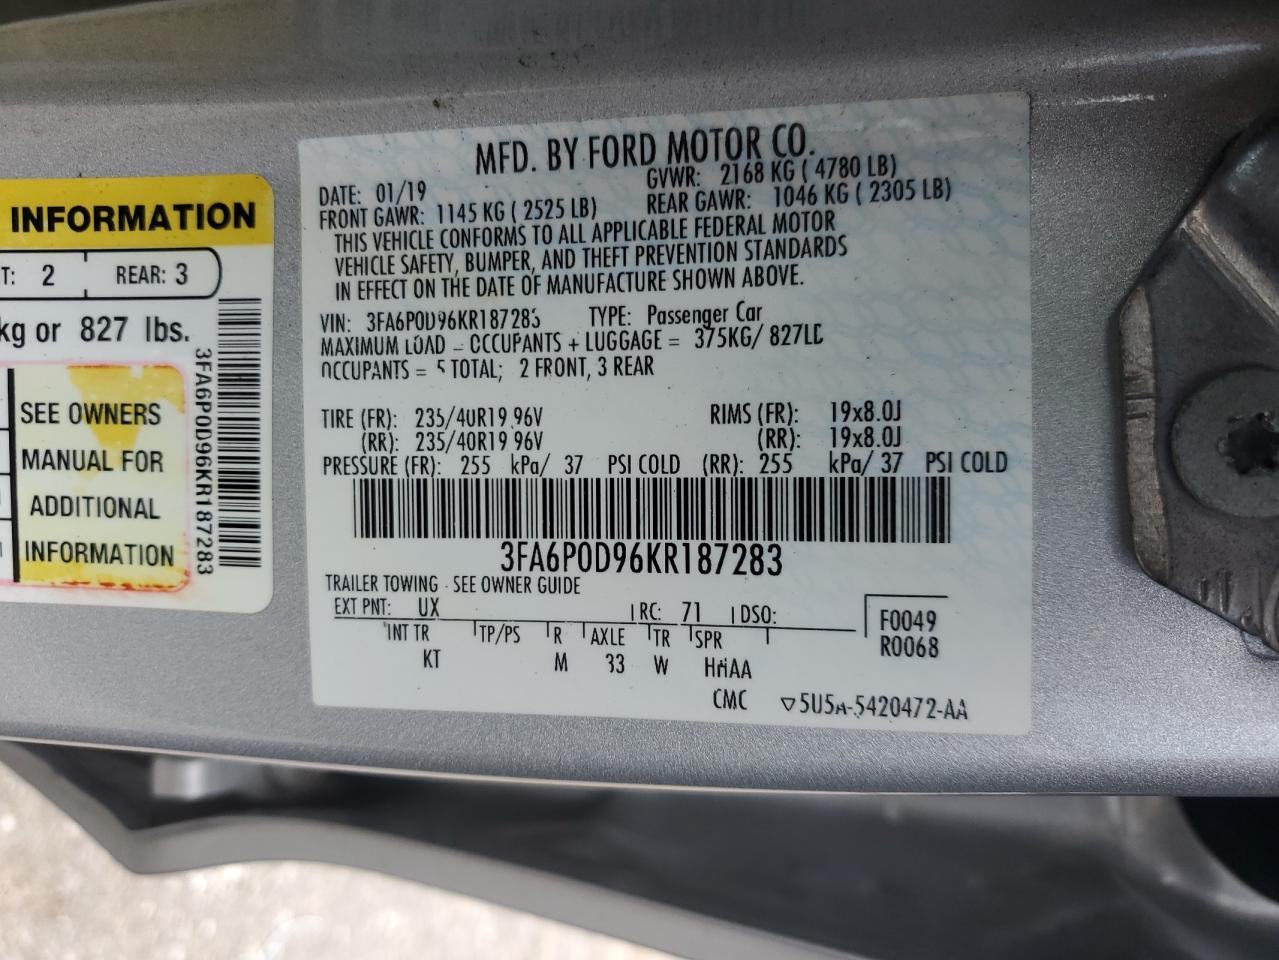 INFORMATION
T: 2 REAR: 3
kg or 827 lbs.
SEE OWNERS
MANUAL FOR
ADDITIONAL
INFORMATION
3FA6P0D96KR187283
MFD. BY FORD MOTOR CO.
DATE: 01/19 GVWR: 2168 KG ( 4780 LB)
FRONT GAWR: 1145 KG ( 2525 LB) REAR GAWR: 1046 KG ( 2305 LB)
THIS VEHICLE CONFORMS TO ALL APPLICABLE FEDERAL MOTOR
VEHICLE SAFETY, BUMPER, AND THEFT PREVENTION STANDARDS
IN EFFECT ON THE DATE OF MANUFACTURE SHOWN ABOVE.
VIN: 3FA6P0D96KR187283 TYPE: Passenger Car
MAXIMUM LOAD - OCCUPANTS + LUGGAGE = 375KG/ 827LB
OCCUPANTS = 5 TOTAL; 2 FRONT, 3 REAR
TIRE (FR): 235/40R19 96V RIMS (FR): 19x8.0J
(RR): 235/40R19 96V (RR): 19x8.0J
PRESSURE (FR): 255 kPa/ 37 PSI COLD (RR): 255 kPa/ 37 PSI COLD
3FA6P0D96KR187283
TRAILER TOWING - SEE OWNER GUIDE
EXT PNT: UX RC: 71 DSO:
INT TR TP/PS R AXLE TR SPR
KT M 33 W HHAA
F0049
R0068
CMC ▽5U5A-5420472-AA